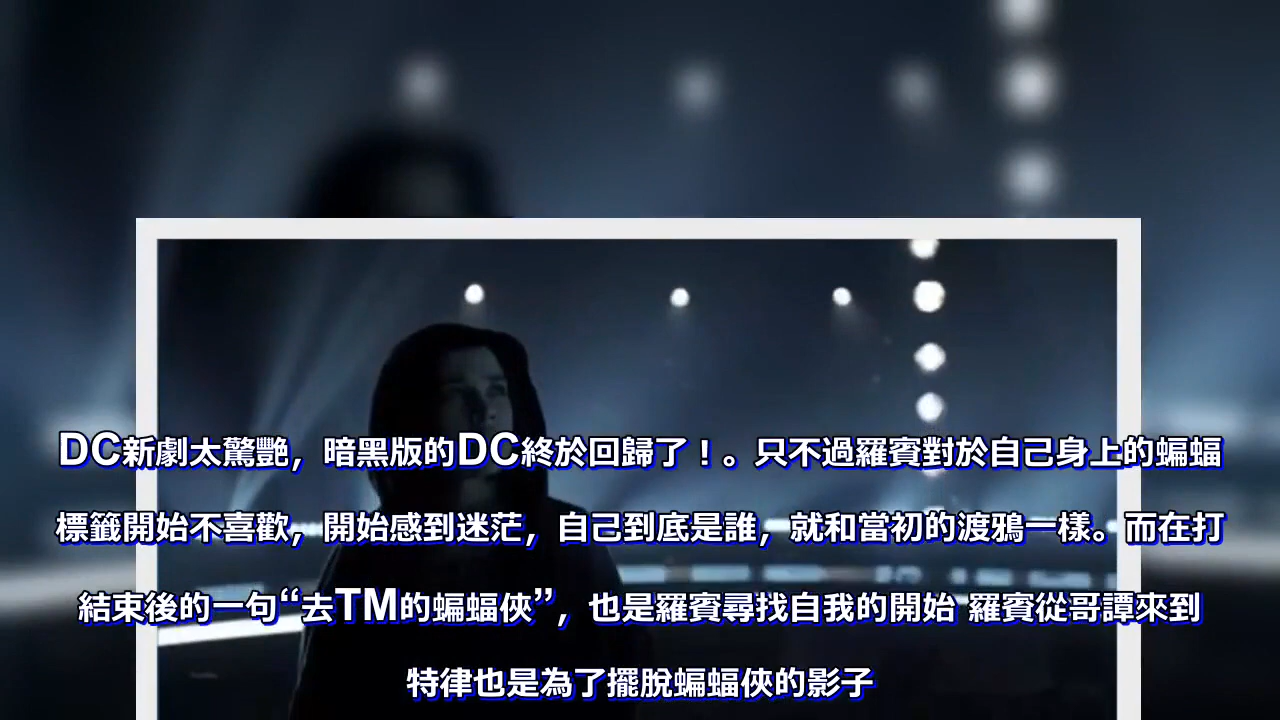 DC新劇太驚艷，暗黑版的DC終於回歸了！。只不過羅賓對於自己身上的蝙蝠
標籤開始不喜歡，開始感到迷茫，自己到底是誰，就和當初的渡鴉一樣。而在打
結束後的一句“去TM的蝙蝠俠”，也是羅賓尋找自我的開始 羅賓從哥譚來到
特律也是為了擺脫蝙蝠俠的影子